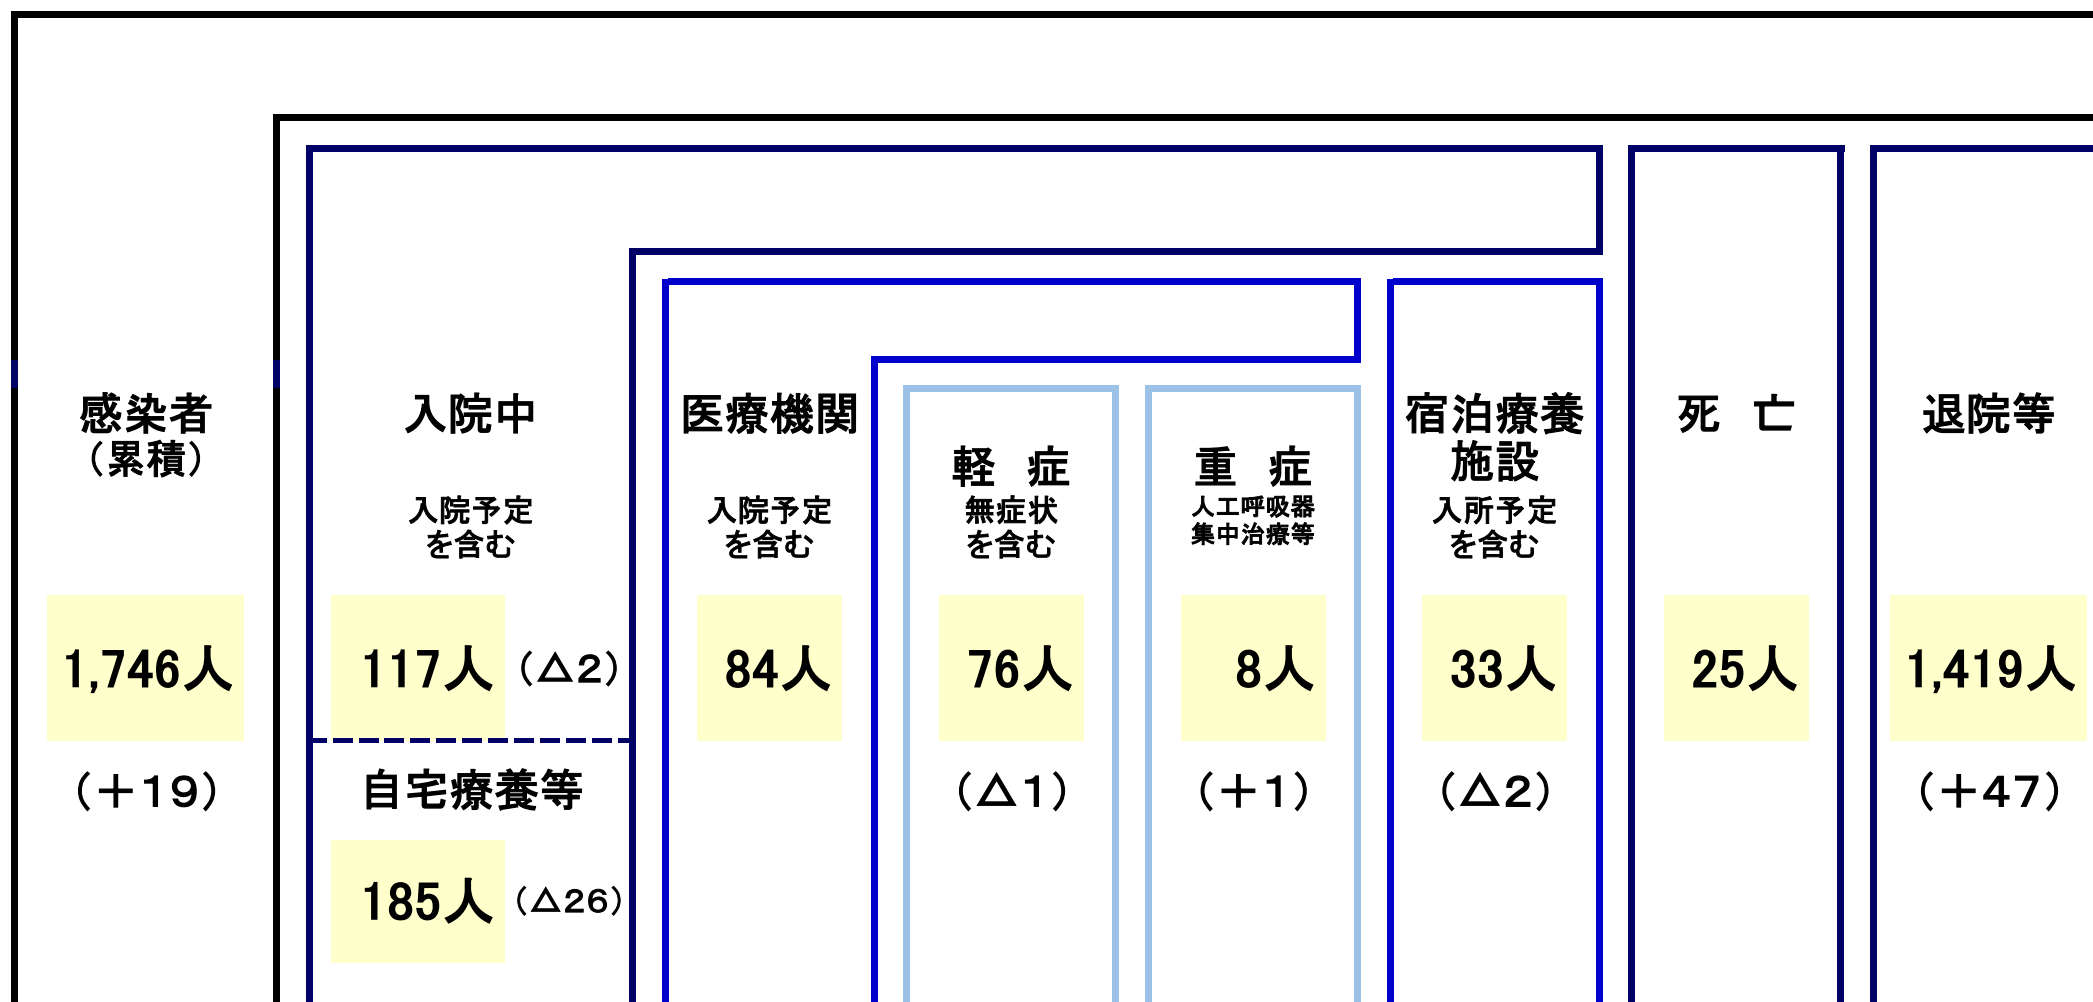 感染者
（累積）
1,746人
（＋19）
入院中
入院予定
を含む
117人 （△2）
自宅療養等
185人 （△26）
医療機関
入院予定
を含む
84人
軽　症
無症状
を含む
76人
（△1）
重　症
人工呼吸器
集中治療等
8人
（＋1）
宿泊療養
施設
入所予定
を含む
33人
（△2）
死　亡
25人
退院等
1,419人
（＋47）